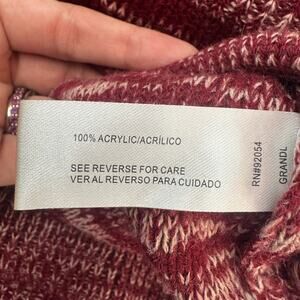 100% ACRYLIC/ACRÍLICO
SEE REVERSE FOR CARE
VER AL REVERSO PARA CUIDADO
RN#92054
GRANDL